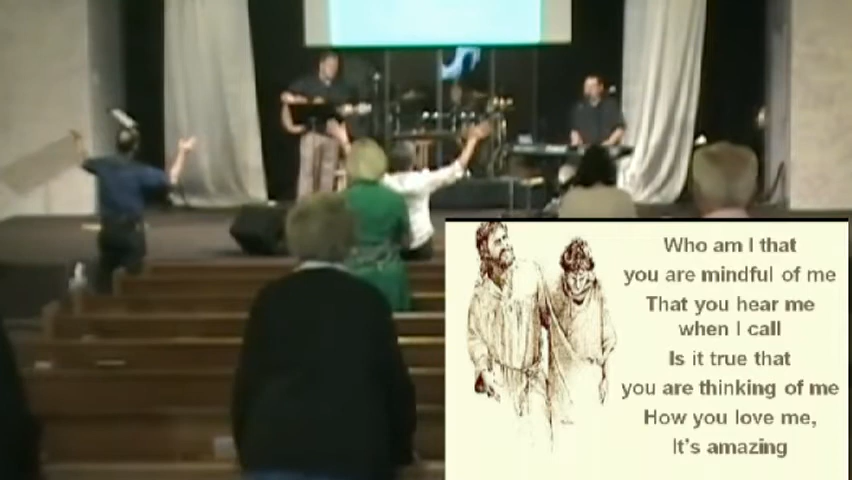 Who am I that
you are mindful of me
That you hear me
when I call
Is it true that
you are thinking of me
How you love me,
It's amazing